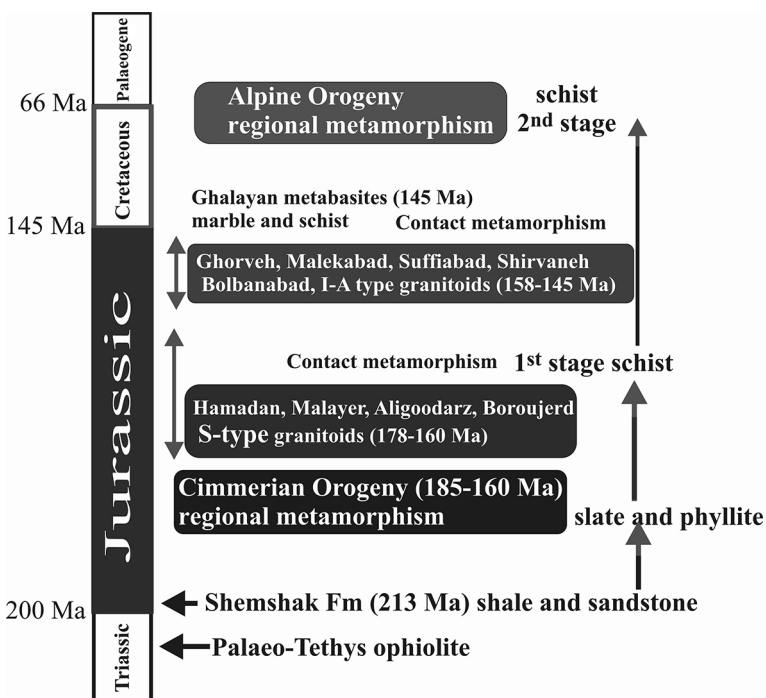 Palaeogene
66 Ma
Alpine Orogeny
regional metamorphism
schist
2nd stage
Cretaceous
Ghalayan metabasites (145 Ma)
marble and schist
Contact metamorphism
145 Ma
Ghorveh, Malekabad, Suffiabad, Shirvaneh
Bolbanabad, I-A type granitoids (158-145 Ma)
Jurassic
Contact metamorphism
1st stage schist
Hamadan, Malayer, Aligoodarz, Boroujerd
S-type granitoids (178-160 Ma)
Cimmerian Orogeny (185-160 Ma)
regional metamorphism
slate and phyllite
200 Ma
Shemshak Fm (213 Ma) shale and sandstone
Triassic
Palaeo-Tethys ophiolite